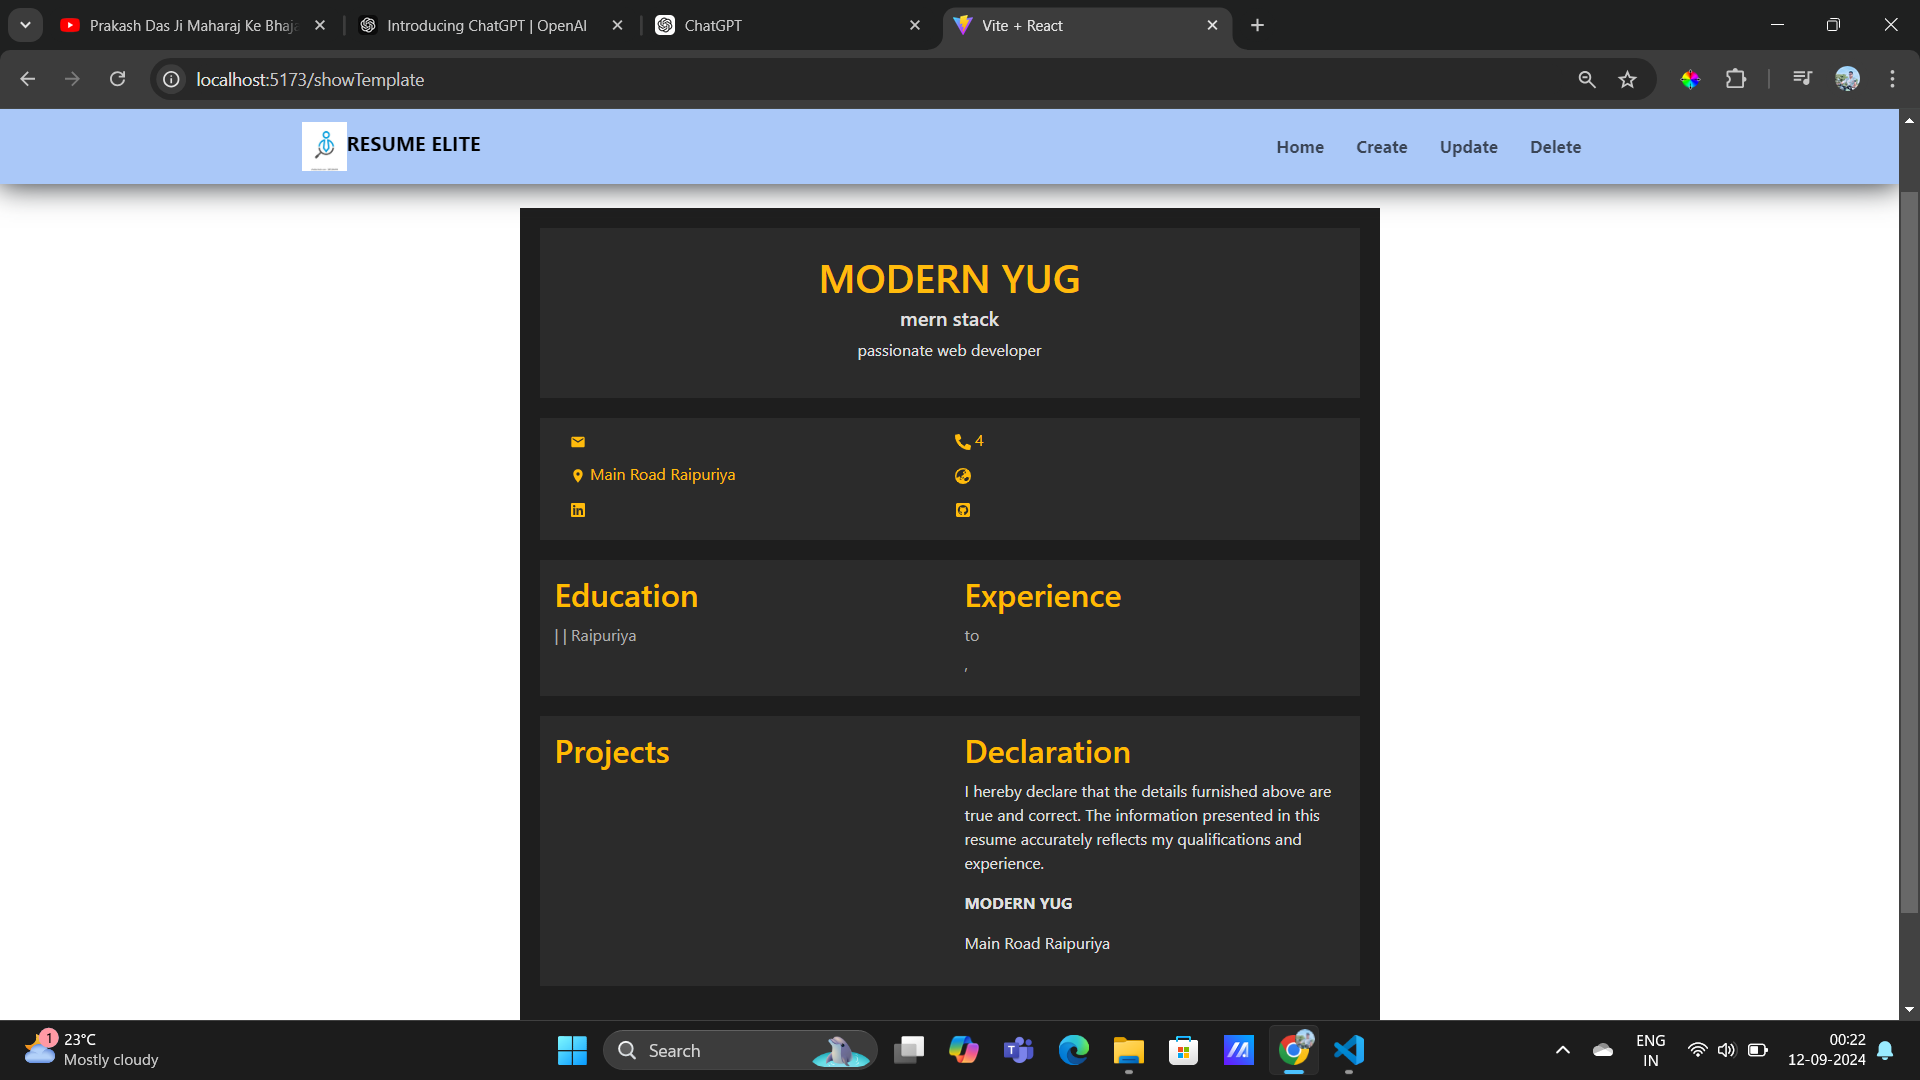 Prakash Das Ji Maharaj Ke Bhaja
Introducing ChatGPT | OpenAI
ChatGPT
Vite + React
localhost:5173/showTemplate
RESUME ELITE
Home Create Update Delete
MODERN YUG
mern stack
passionate web developer
4
Main Road Raipuriya
Education
| | Raipuriya
Experience
to
,
Projects
Declaration
I hereby declare that the details furnished above are
true and correct. The information presented in this
resume accurately reflects my qualifications and
experience.
MODERN YUG
Main Road Raipuriya
1
23°C
Mostly cloudy
Search
ENG
IN
00:22
12-09-2024